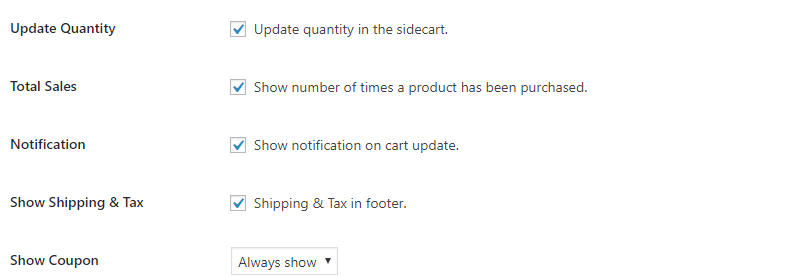 Update Quantity Update quantity in the sidecart.
Total Sales Show number of times a product has been purchased.
Notification Show notification on cart update.
Show Shipping & Tax Shipping & Tax in footer.
Show Coupon Always show